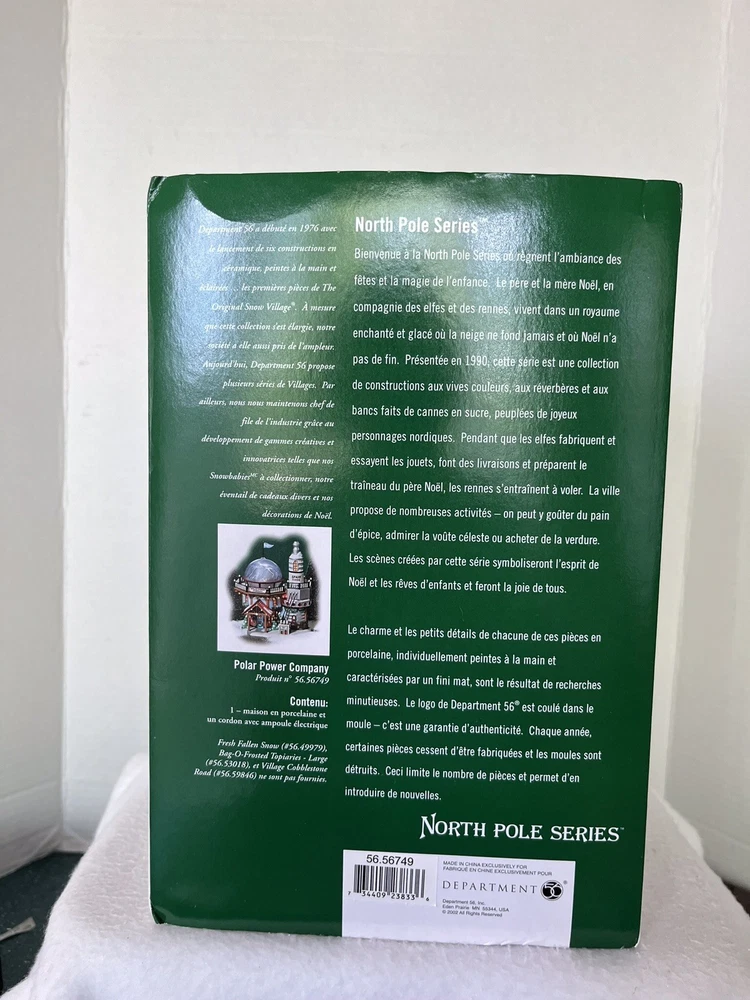 Department 56 a débuté en 1976 avec
le lancement de six constructions en
céramique, peintes à la main et
éclairées ... les premières pièces de The
Original Snow Village®. À mesure
que cette collection s'est élargie, notre
société a elle aussi pris de l'ampleur.
Aujourd'hui, Department 56 propose
plusieurs séries de Villages. Par
ailleurs, nous nous maintenons chef de
file de l'industrie grâce au
développement de gammes créatives et
innovatrices telles que nos
Snowbabies MC à collectionner, notre
éventail de cadeaux divers et nos
décorations de Noël.
Polar Power Company
Produit n° 56.56749
Contenu:
1 – maison en porcelaine et
un cordon avec ampoule électrique
Fresh Fallen Snow (#56.49979),
Bag-O-Frosted Topiaries - Large
(#56.53018), et Village Cobblestone
Road (#56.59846) ne sont pas fournies.
North Pole Series™
Bienvenue à la North Pole Series où règnent l'ambiance des
fêtes et la magie de l'enfance. Le père et la mère Noël, en
compagnie des elfes et des rennes, vivent dans un royaume
enchanté et glacé où la neige ne fond jamais et où Noël n'a
pas de fin. Présentée en 1990, cette série est une collection
de constructions aux vives couleurs, aux réverbères et aux
bancs faits de cannes en sucre, peuplées de joyeux
personnages nordiques. Pendant que les elfes fabriquent et
essayent les jouets, font des livraisons et préparent le
traîneau du père Noël, les rennes s'entraînent à voler. La ville
propose de nombreuses activités – on peut y goûter du pain
d'épice, admirer la voûte céleste ou acheter de la verdure.
Les scènes créées par cette série symboliseront l'esprit de
Noël et les rêves d'enfants et feront la joie de tous.
Le charme et les petits détails de chacune de ces pièces en
porcelaine, individuellement peintes à la main et
caractérisées par un fini mat, sont le résultat de recherches
minutieuses. Le logo de Department 56® est coulé dans le
moule – c'est une garantie d'authenticité. Chaque année,
certaines pièces cessent d'être fabriquées et les moules sont
détruits. Ceci limite le nombre de pièces et permet d'en
introduire de nouvelles.
NORTH POLE SERIES™
56.56749
7 34409 23833 6
MADE IN CHINA EXCLUSIVELY FOR
FABRIQUÉ EN CHINE EXCLUSIVEMENT POUR
DEPARTMENT 56®
Department 56, Inc.
Eden Prairie MN 55344, USA
© 2002 All Rights Reserved